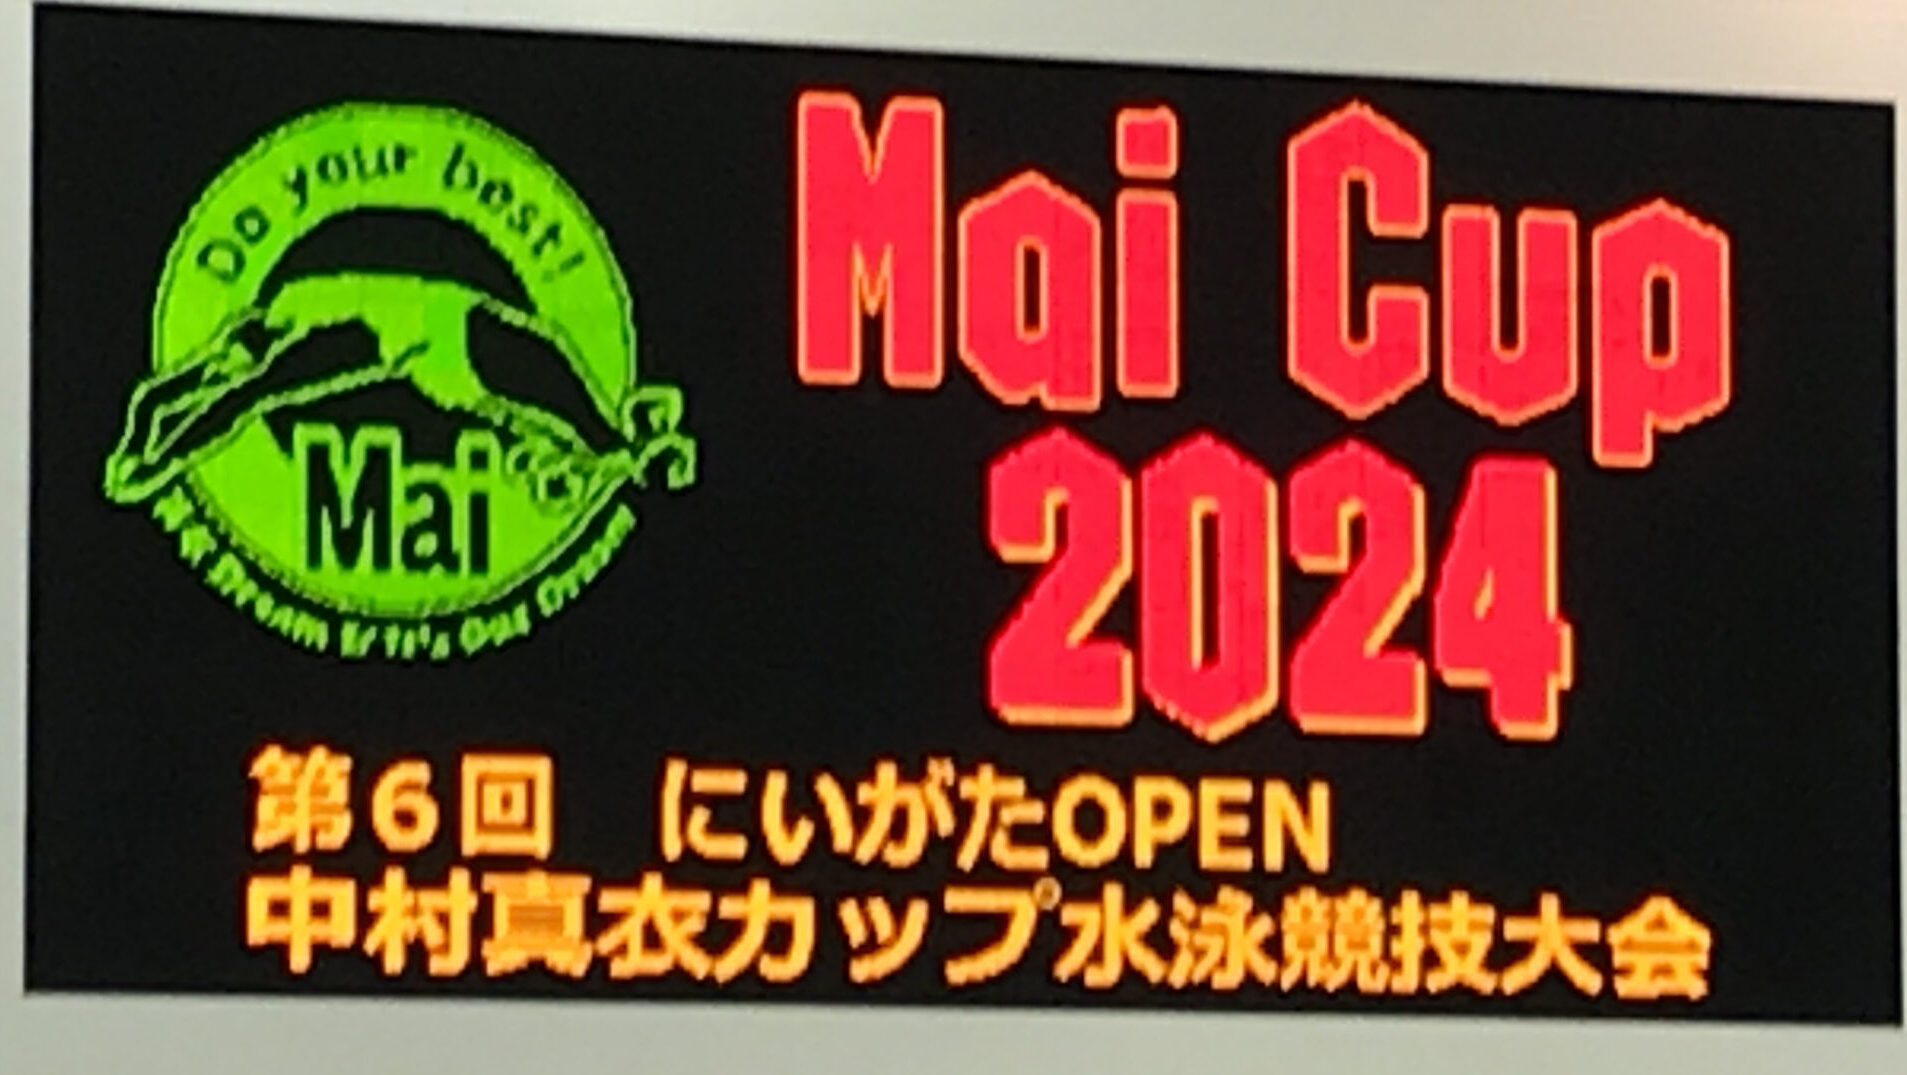 Do your best!
Mai
Mai Cup
2024
第6回 にいがたOPEN
中村真衣カップ水泳競技大会